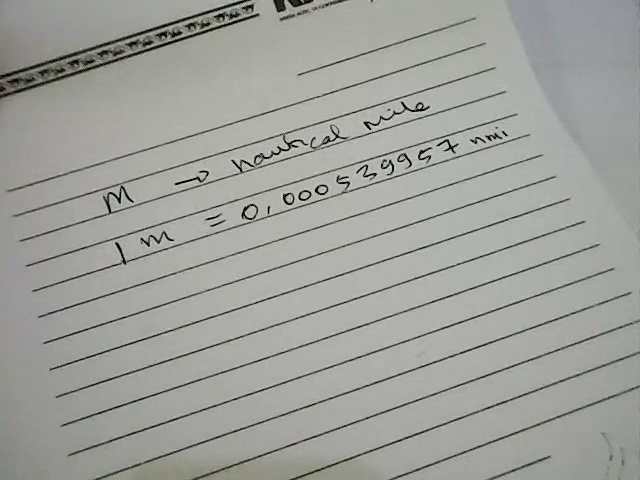 M → nautical mile
1 m = 0,000539957 nmi